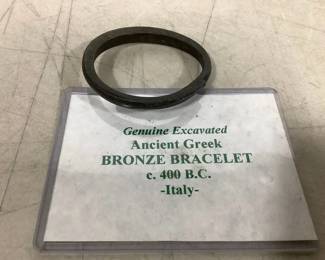 Genuine Excavated
Ancient Greek
BRONZE BRACELET
c. 400 B.C.
-Italy-